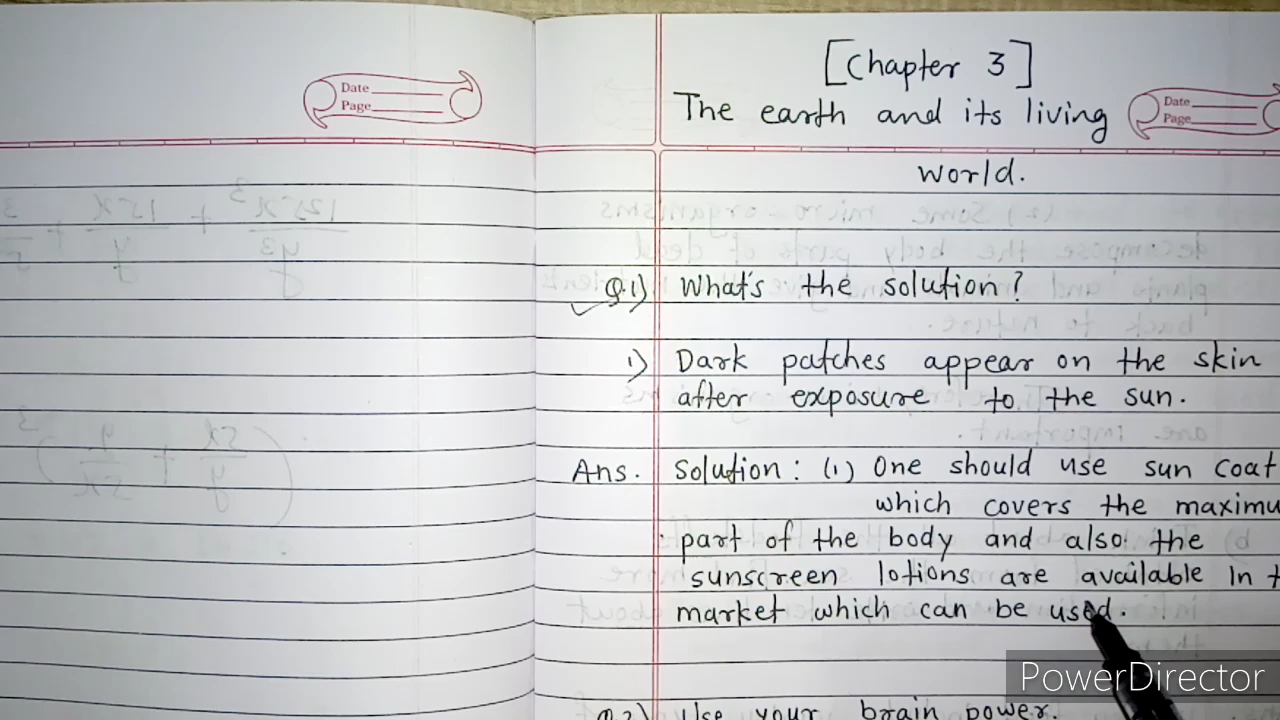 Date
Page
[Chapter 3]
The earth and its living
Date
Page
world.
Q.1) What's the solution?
1) Dark patches appear on the skin
after exposure to the sun.
Ans. Solution: (1) One should use sun coat
which covers the maximu
part of the body and also the
sunscreen lotions are available in t
market which can be used.
Q.2) Use your brain power.
PowerDirector